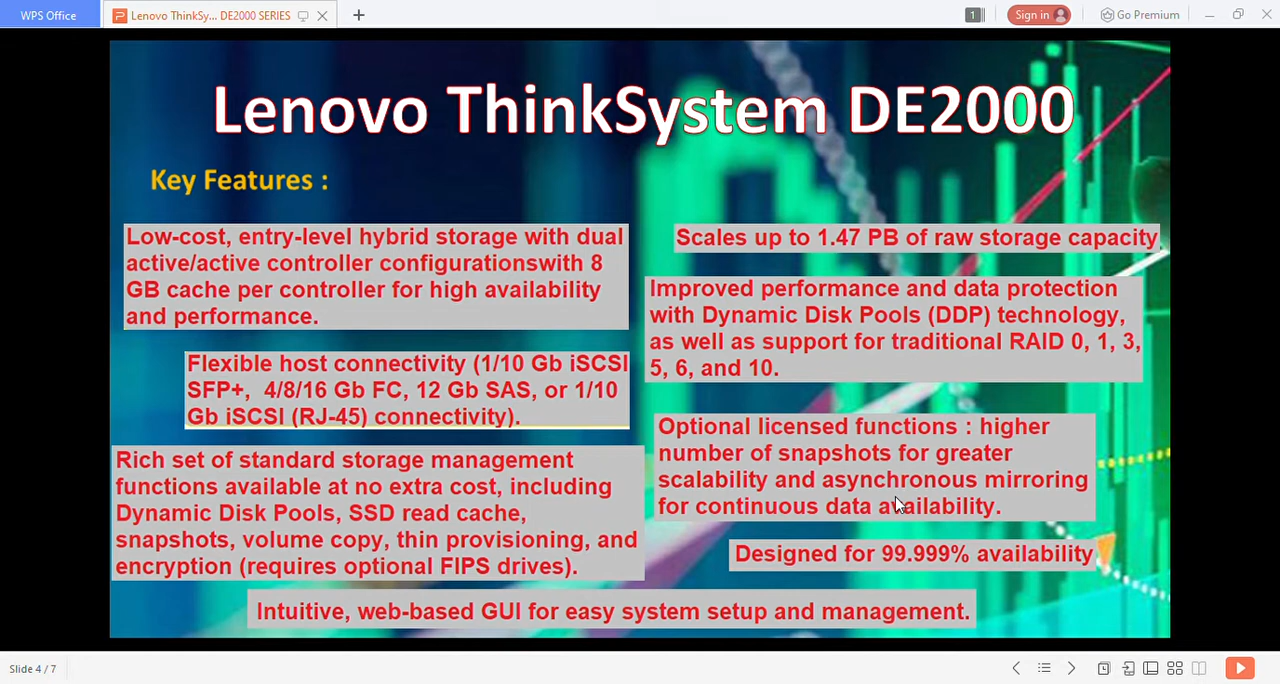 WPS Office
Lenovo ThinkSy... DE2000 SERIES
1
Sign in
Go Premium
Lenovo ThinkSystem DE2000
Key Features :
Low-cost, entry-level hybrid storage with dual
active/active controller configurationswith 8
GB cache per controller for high availability
and performance.
Flexible host connectivity (1/10 Gb iSCSI
SFP+, 4/8/16 Gb FC, 12 Gb SAS, or 1/10
Gb iSCSI (RJ-45) connectivity).
Rich set of standard storage management
functions available at no extra cost, including
Dynamic Disk Pools, SSD read cache,
snapshots, volume copy, thin provisioning, and
encryption (requires optional FIPS drives).
Scales up to 1.47 PB of raw storage capacity.
Improved performance and data protection
with Dynamic Disk Pools (DDP) technology,
as well as support for traditional RAID 0, 1, 3,
5, 6, and 10.
Optional licensed functions : higher
number of snapshots for greater
scalability and asynchronous mirroring
for continuous data availability.
Designed for 99.999% availability
Intuitive, web-based GUI for easy system setup and management.
Slide 4 / 7